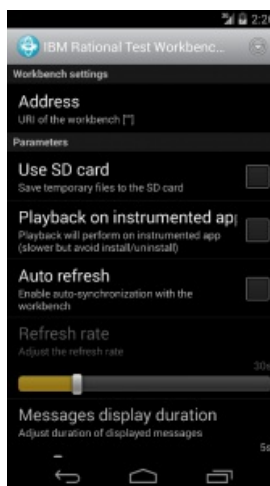 2:20
IBM Rational Test Workbenc...
Workbench settings
Address
URI of the workbench [""]
Parameters
Use SD card
Save temporary files to the SD card
Playback on instrumented app
Playback will perform on instrumented app
(slower but avoid install/uninstall)
Auto refresh
Enable auto-synchronization with the
workbench
Refresh rate
Adjust the refresh rate
30s
Messages display duration
Adjust duration of displayed messages
5s